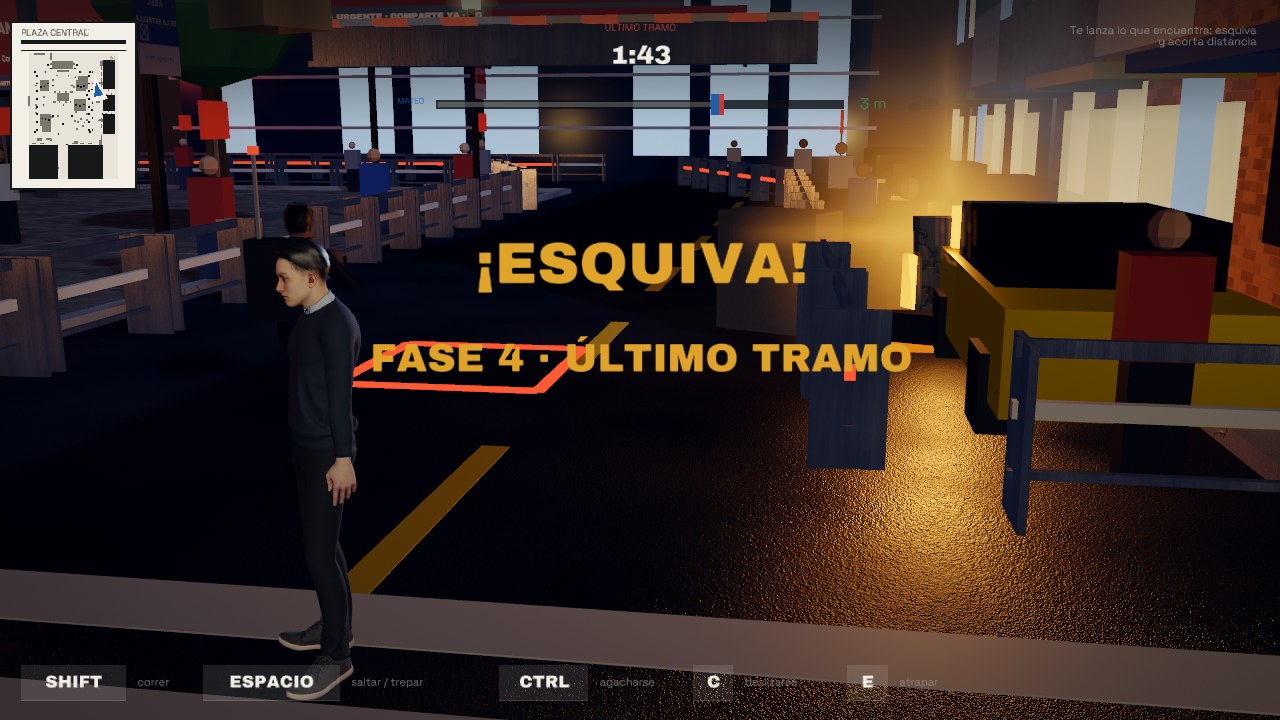 PLAZA CENTRAL
URGENTE · COMPARTE YA
ÚLTIMO TRAMO
1:43
Te lanza lo que encuentra: esquiva
y acorta distancia
MATEO
3 m
¡ESQUIVA!
FASE 4 · ÚLTIMO TRAMO
SHIFT correr ESPACIO saltar / trepar CTRL agacharse C deslizarse E atrapar